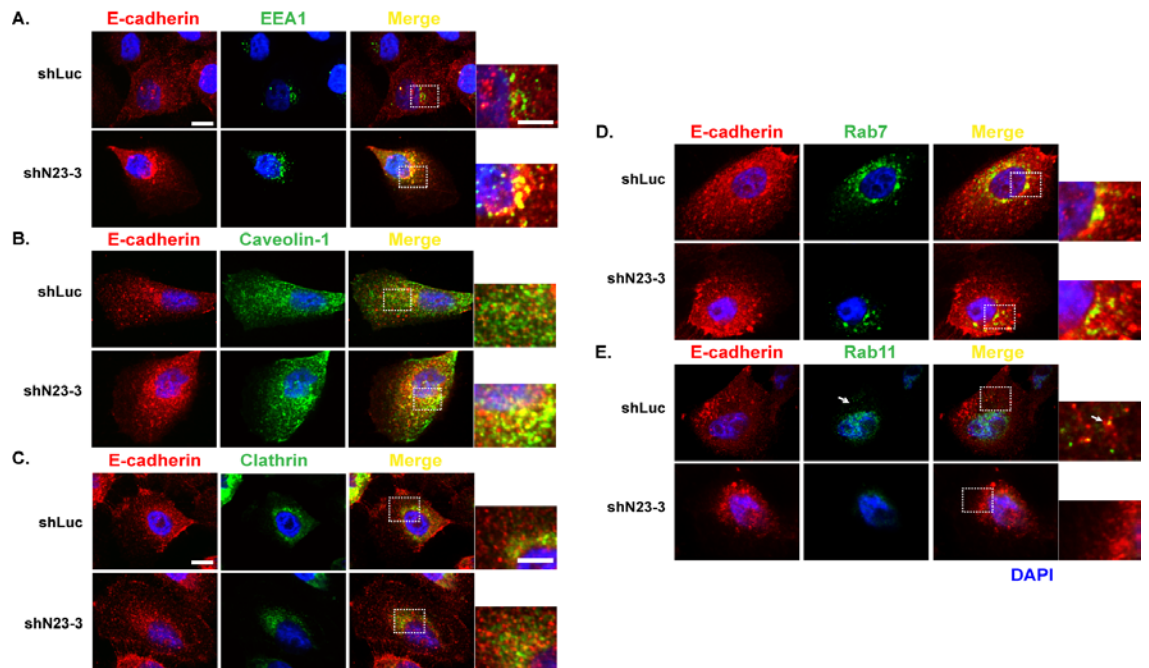 A.
E-cadherin EEA1 Merge
shLuc
shN23-3
B.
E-cadherin Caveolin-1 Merge
shLuc
shN23-3
C.
E-cadherin Clathrin Merge
shLuc
shN23-3
D.
E-cadherin Rab7 Merge
shLuc
shN23-3
E.
E-cadherin Rab11 Merge
shLuc
shN23-3
DAPI